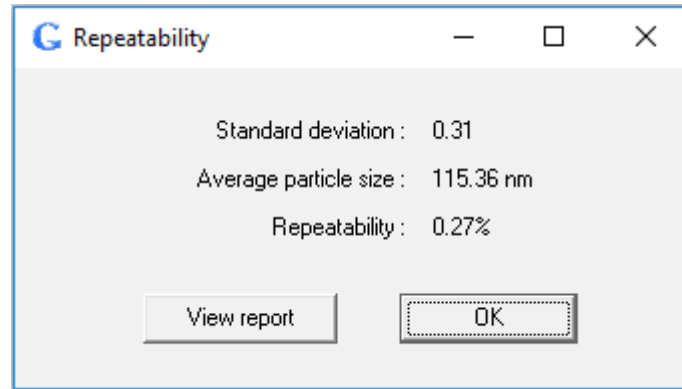 Repeatability
Standard deviation : 0.31
Average particle size : 115.36 nm
Repeatability : 0.27%
View report
OK